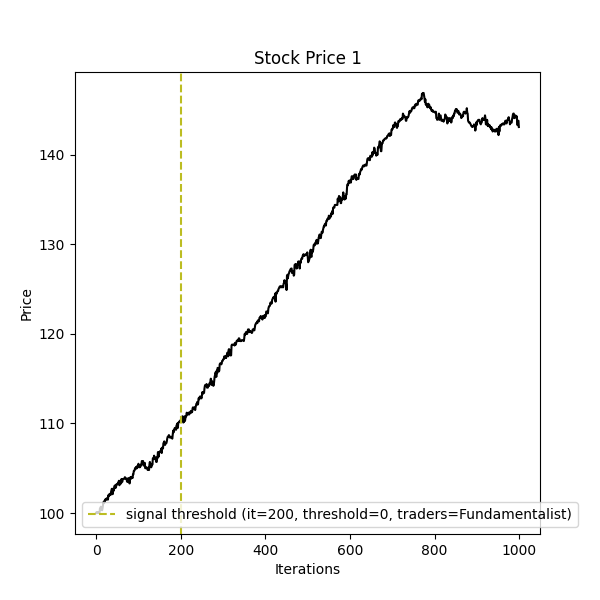 Stock Price 1
Price
140
130
120
110
100
signal threshold (it=200, threshold=0, traders=Fundamentalist)
0 200 400 600 800 1000
Iterations